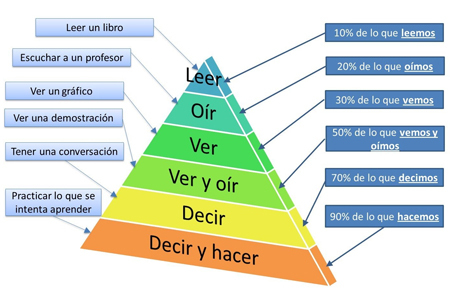 Leer un libro
Escuchar a un profesor
Ver un gráfico
Ver una demostración
Tener una conversación
Practicar lo que se
intenta aprender
Leer
Oír
Ver
Ver y oír
Decir
Decir y hacer
10% de lo que leemos
20% de lo que oímos
30% de lo que vemos
50% de lo que vemos y
oímos
70% de lo que decimos
90% de lo que hacemos